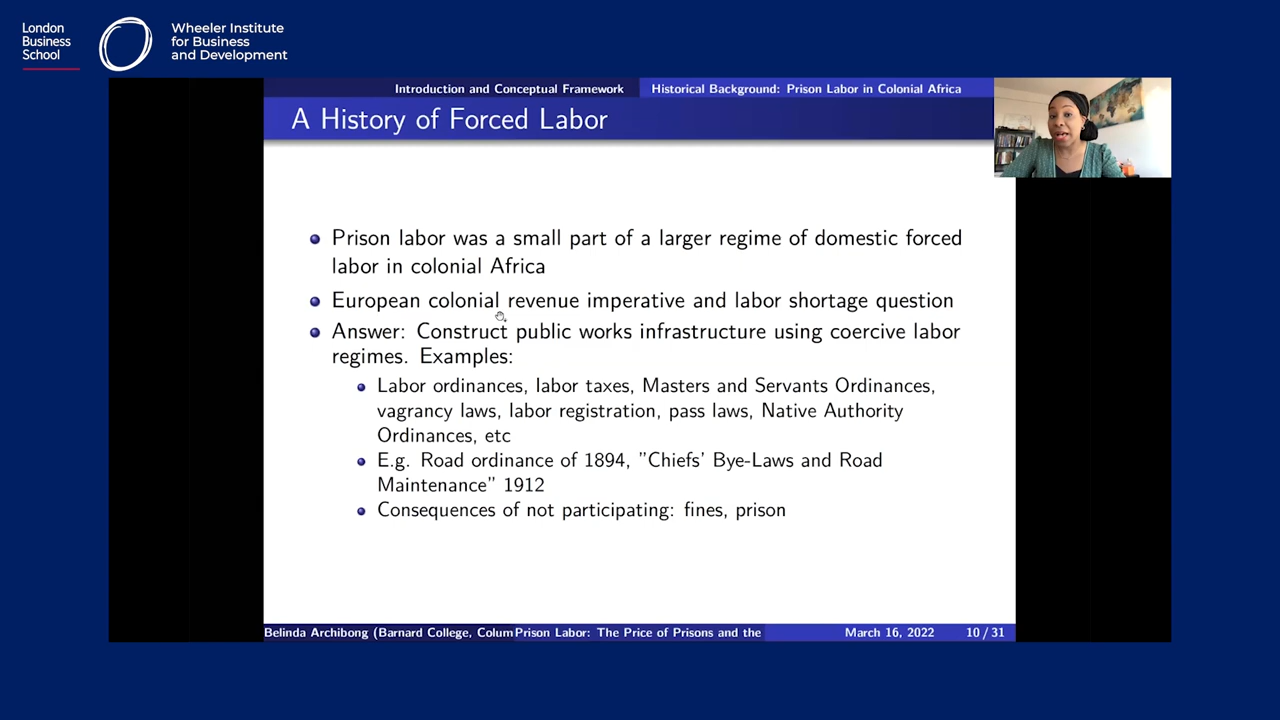 London
Business
School
Wheeler Institute
for Business
and Development
Introduction and Conceptual Framework
Historical Background: Prison Labor in Colonial Africa
A History of Forced Labor
Prison labor was a small part of a larger regime of domestic forced
labor in colonial Africa
European colonial revenue imperative and labor shortage question
Answer: Construct public works infrastructure using coercive labor
regimes. Examples:
Labor ordinances, labor taxes, Masters and Servants Ordinances,
vagrancy laws, labor registration, pass laws, Native Authority
Ordinances, etc
E.g. Road ordinance of 1894, "Chiefs' Bye-Laws and Road
Maintenance" 1912
Consequences of not participating: fines, prison
Belinda Archibong (Barnard College, Colum
Prison Labor: The Price of Prisons and the
March 16, 2022
10 / 31